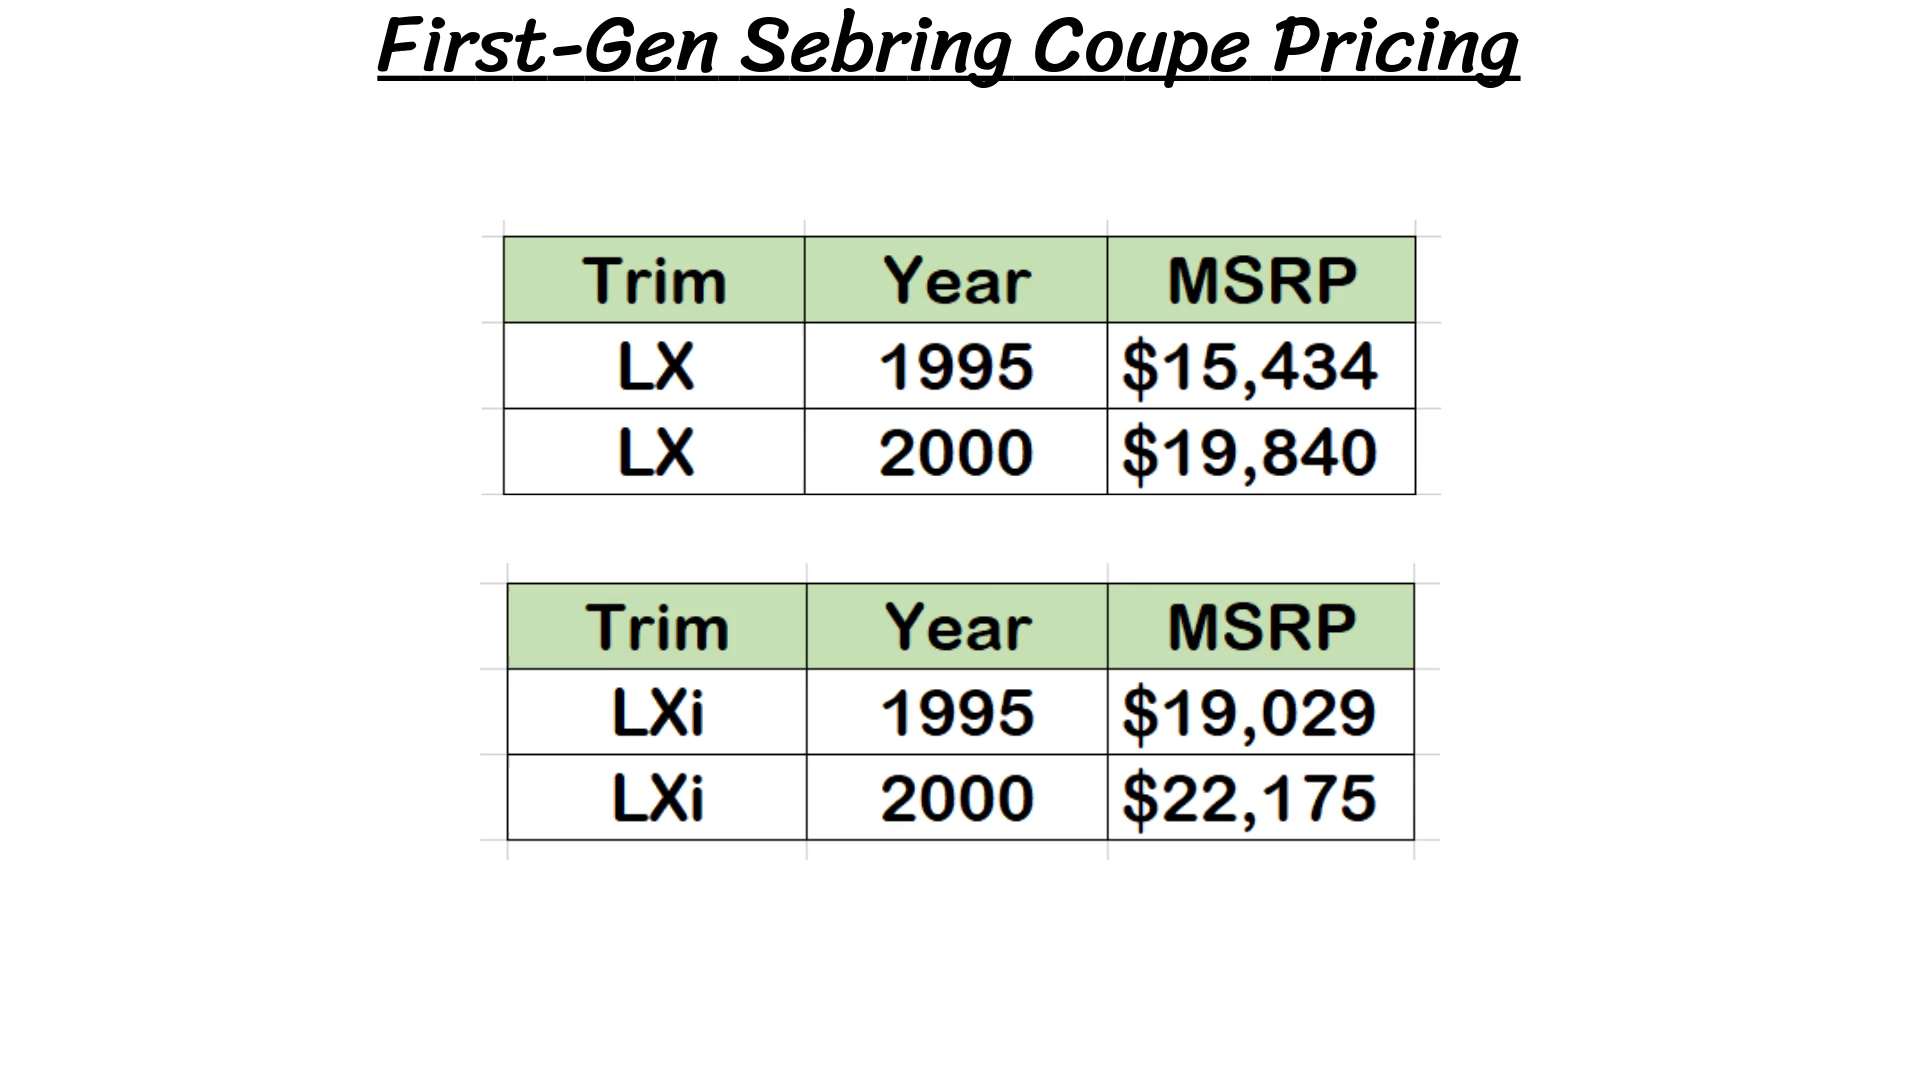 First-Gen Sebring Coupe Pricing
Trim Year MSRP
LX 1995 $15,434
LX 2000 $19,840
Trim Year MSRP
LXi 1995 $19,029
LXi 2000 $22,175